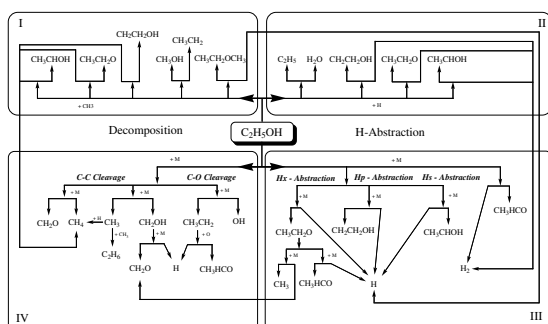 I
II
CH2CH2OH
CH3CH2
CH3CHOH
CH3CH2O
CH3OH
CH3CH2OCH3
C2H5
H2O
CH2CH2OH
CH3CH2O
CH3CHOH
+ CH3
+ H
Decomposition
C2H5OH
H-Abstraction
+ M
+ M
C-C Cleavage
C-O Cleavage
Hx - Abstraction
Hp - Abstraction
Hs - Abstraction
+ M
+ M
+ M
+ M
+ M
+ M
CH3HCO
CH2O
CH4
+ H
CH3
CH2OH
CH3CH2
OH
CH3CH2O
CH2CH2OH
CH3CHOH
+ CH3
+ M
+ O
+ M
+ M
C2H6
CH2O
H
CH3HCO
CH3
CH3HCO
H
H2
IV
III